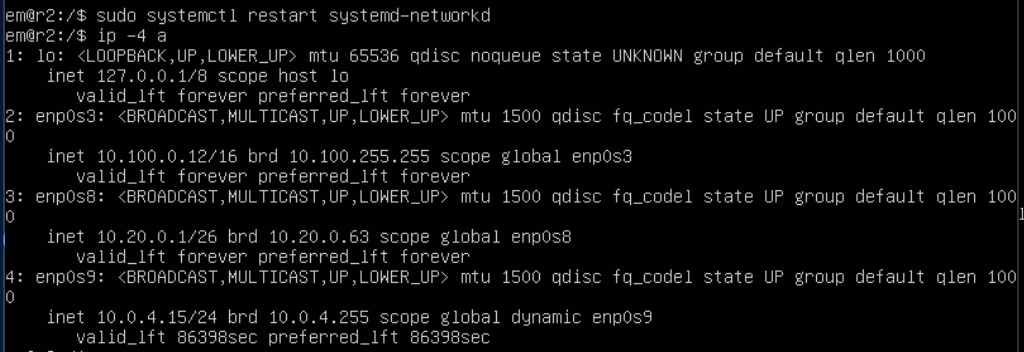 em@r2:/$ sudo systemctl restart systemd-networkd
em@r2:/$ ip -4 a
1: lo: <LOOPBACK,UP,LOWER_UP> mtu 65536 qdisc noqueue state UNKNOWN group default qlen 1000
    inet 127.0.0.1/8 scope host lo
       valid_lft forever preferred_lft forever
2: enp0s3: <BROADCAST,MULTICAST,UP,LOWER_UP> mtu 1500 qdisc fq_codel state UP group default qlen 100
0
    inet 10.100.0.12/16 brd 10.100.255.255 scope global enp0s3
       valid_lft forever preferred_lft forever
3: enp0s8: <BROADCAST,MULTICAST,UP,LOWER_UP> mtu 1500 qdisc fq_codel state UP group default qlen 100
0
    inet 10.20.0.1/26 brd 10.20.0.63 scope global enp0s8
       valid_lft forever preferred_lft forever
4: enp0s9: <BROADCAST,MULTICAST,UP,LOWER_UP> mtu 1500 qdisc fq_codel state UP group default qlen 100
0
    inet 10.0.4.15/24 brd 10.0.4.255 scope global dynamic enp0s9
       valid_lft 86398sec preferred_lft 86398sec